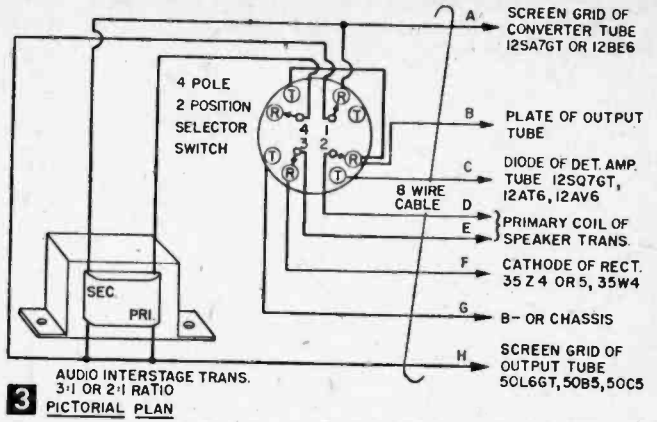 A
SCREEN GRID OF
CONVERTER TUBE
12SA7GT OR 12BE6
4 POLE
2 POSITION
SELECTOR
SWITCH
T
R
T
R
4
1
3
2
T
R
R
T
B
PLATE OF OUTPUT
TUBE
C
DIODE OF DET. AMP.
TUBE 12SQ7GT,
12AT6, 12AV6
8 WIRE
CABLE
D
E
PRIMARY COIL OF
SPEAKER TRANS.
F
CATHODE OF RECT.
35Z4 OR 5, 35W4
G
B- OR CHASSIS
H
SCREEN GRID OF
OUTPUT TUBE
50L6GT, 50B5, 50C5
SEC.
PRI.
AUDIO INTERSTAGE TRANS.
3:1 OR 2:1 RATIO
3 PICTORIAL PLAN